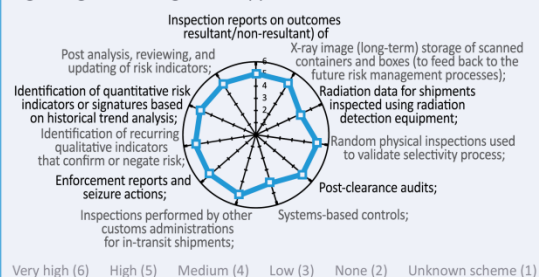 Inspection reports on outcomes
resultant/non-resultant) of
X-ray image (long-term) storage of scanned
containers and boxes (to feed back to the
future risk management processes);
Radiation data for shipments
inspected using radiation
detection equipment;
Random physical inspections used
to validate selectivity process;
Post-clearance audits;
Systems-based controls;
Inspections performed by other
customs administrations
for in-transit shipments;
Enforcement reports and
seizure actions;
Identification of recurring
qualitative indicators
that confirm or negate risk;
Identification of quantitative risk
indicators or signatures based
on historical trend analysis;
Post analysis, reviewing, and
updating of risk indicators;
6
5
4
3
2
Very high (6) High (5) Medium (4) Low (3) None (2) Unknown scheme (1)